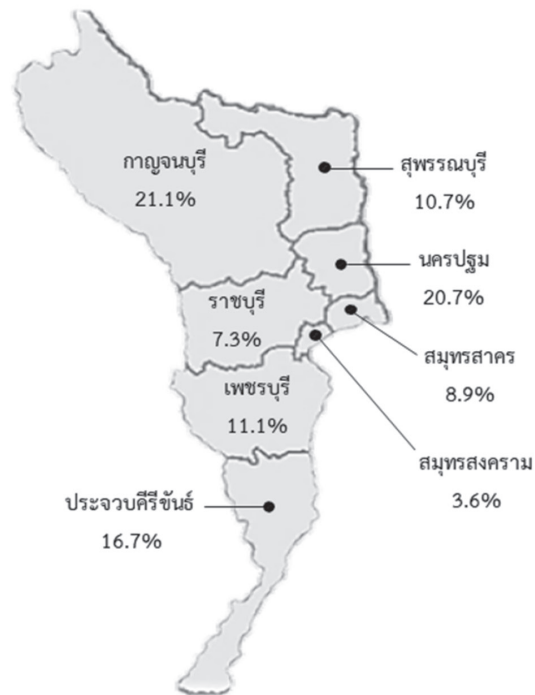 กาญจนบุรี
21.1%
สุพรรณบุรี
10.7%
นครปฐม
20.7%
ราชบุรี
7.3%
สมุทรสาคร
8.9%
เพชรบุรี
11.1%
สมุทรสงคราม
3.6%
ประจวบคีรีขันธ์
16.7%